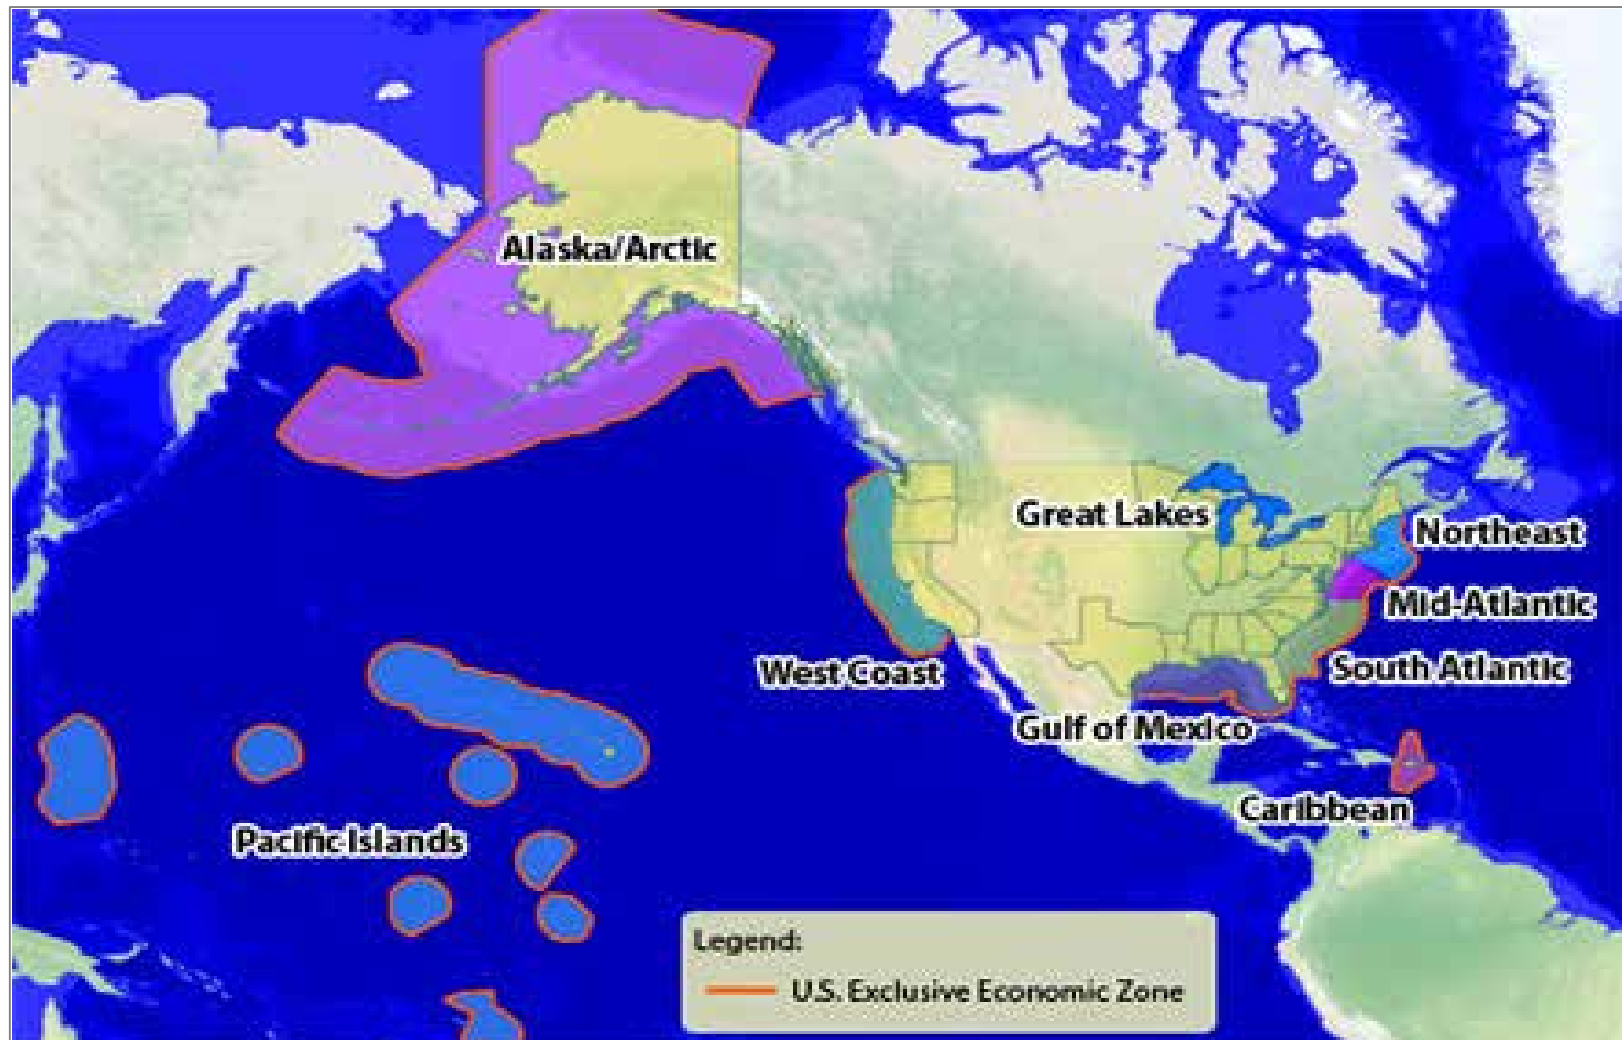 Alaska/Arctic
Great Lakes
Northeast
Mid-Atlantic
West Coast
South Atlantic
Gulf of Mexico
Caribbean
Pacific Islands
Legend:
U.S. Exclusive Economic Zone